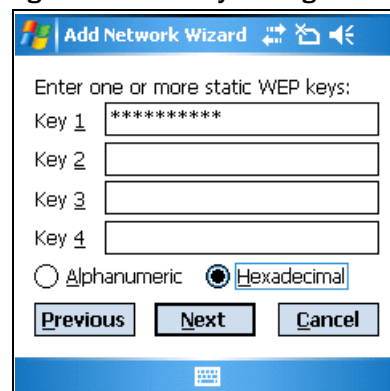 Add Network Wizard
Enter one or more static WEP keys:
Key 1 **********
Key 2
Key 3
Key 4
Alphanumeric Hexadecimal
Previous Next Cancel